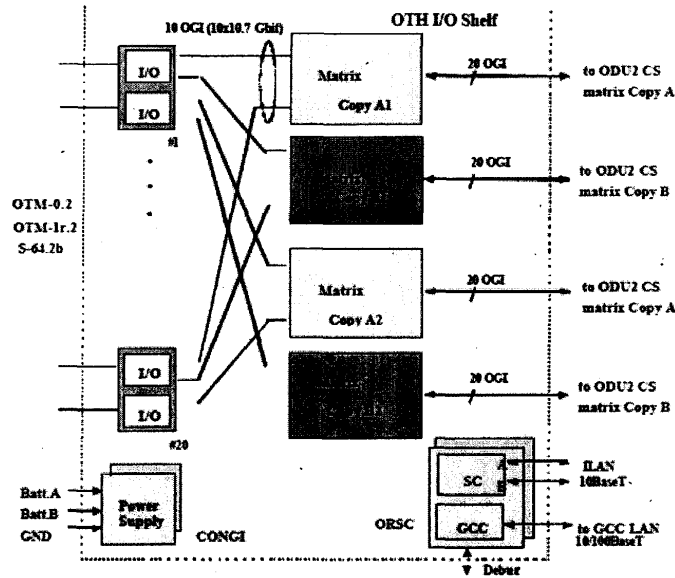 OTH I/O Shelf
10 OGI (10x10.7 Gbit)
I/O
I/O
#1
Matrix
Copy A1
20 OGI
to ODU2 CS
matrix Copy A
20 OGI
to ODU2 CS
matrix Copy B
OTM-0.2
OTM-1r.2
S-64.2b
Matrix
Copy A2
20 OGI
to ODU2 CS
matrix Copy A
I/O
I/O
#20
20 OGI
to ODU2 CS
matrix Copy B
Batt.A
Batt.B
GND
Power
Supply
CONGI
ORSC
SC
A
B
GCC
ILAN
10BaseT
to GCC LAN
10/100BaseT
Debug